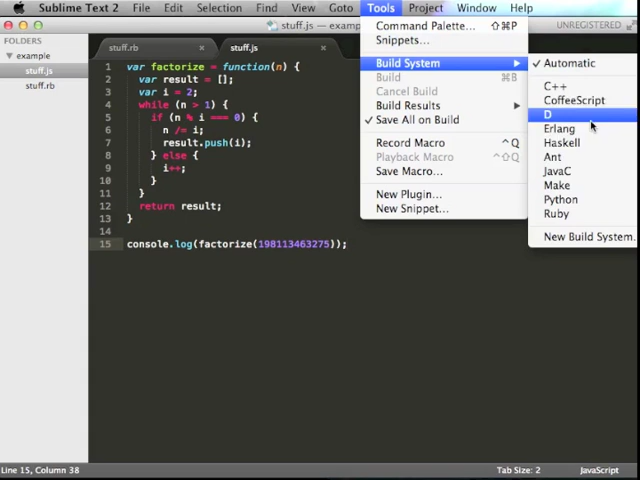 Sublime Text 2 File Edit Selection Find View Goto Tools Project Window Help
stuff.js — example
UNREGISTERED
FOLDERS
example
stuff.js
stuff.rb
stuff.rb ×
stuff.js ×
1 var factorize = function(n) {
2 var result = [];
3 var i = 2;
4 while (n > 1) {
5 if (n % i === 0) {
6 n /= i;
7 result.push(i);
8 } else {
9 i++;
10 }
11 }
12 return result;
13 }
14
15 console.log(factorize(198113463275));
Command Palette... ⇧⌘P
Snippets...
Build System
Build ⌘B
Cancel Build
Build Results
✓ Save All on Build
Record Macro ⌃Q
Playback Macro ⌃⇧Q
Save Macro...
New Plugin...
New Snippet...
✓ Automatic
C++
CoffeeScript
D
Erlang
Haskell
Ant
JavaC
Make
Python
Ruby
New Build System.
Line 15, Column 38
Tab Size: 2
JavaScript